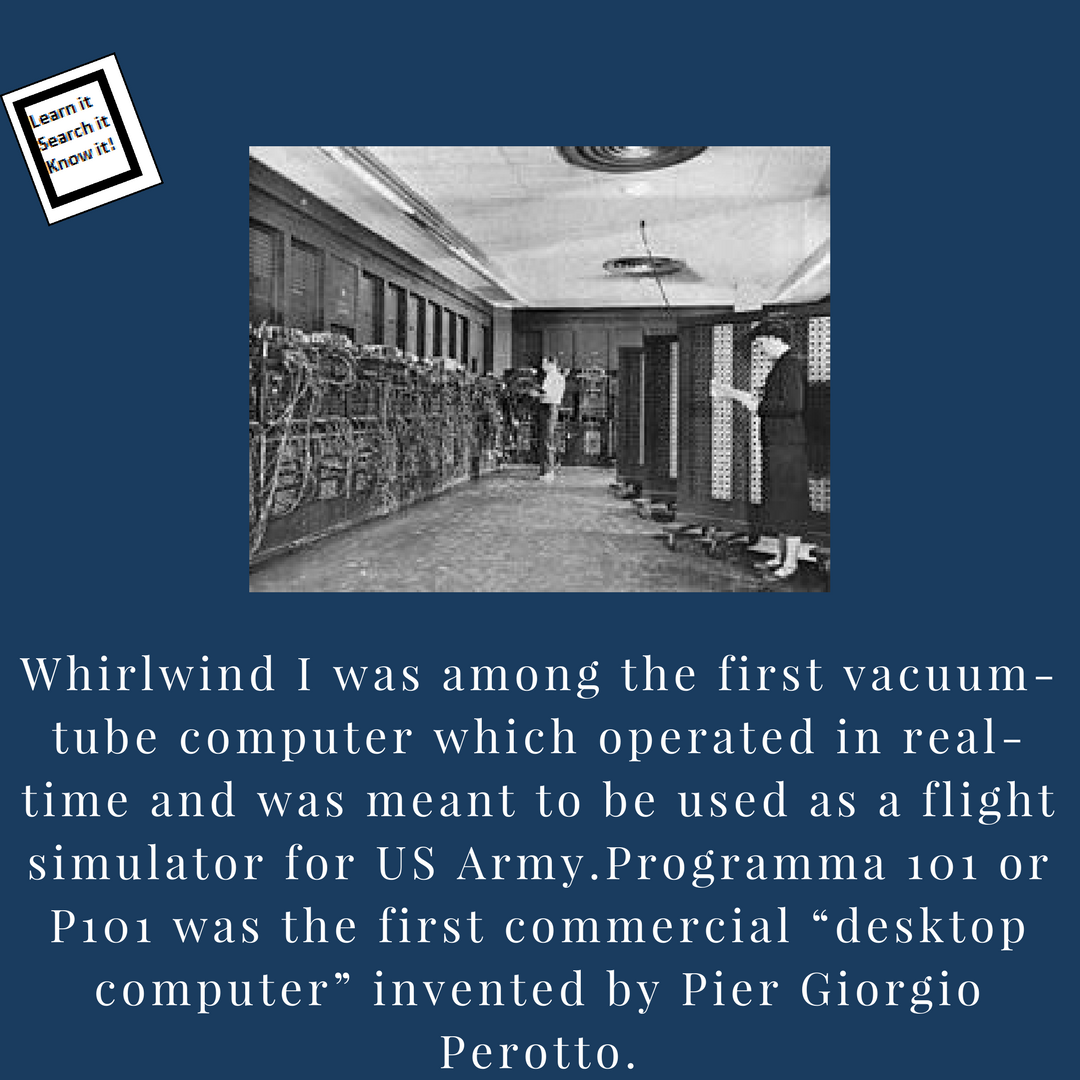 Learn it
Search it
Know it!
Whirlwind I was among the first vacuum-
tube computer which operated in real-
time and was meant to be used as a flight
simulator for US Army.Programma 101 or
P101 was the first commercial “desktop
computer” invented by Pier Giorgio
Perotto.